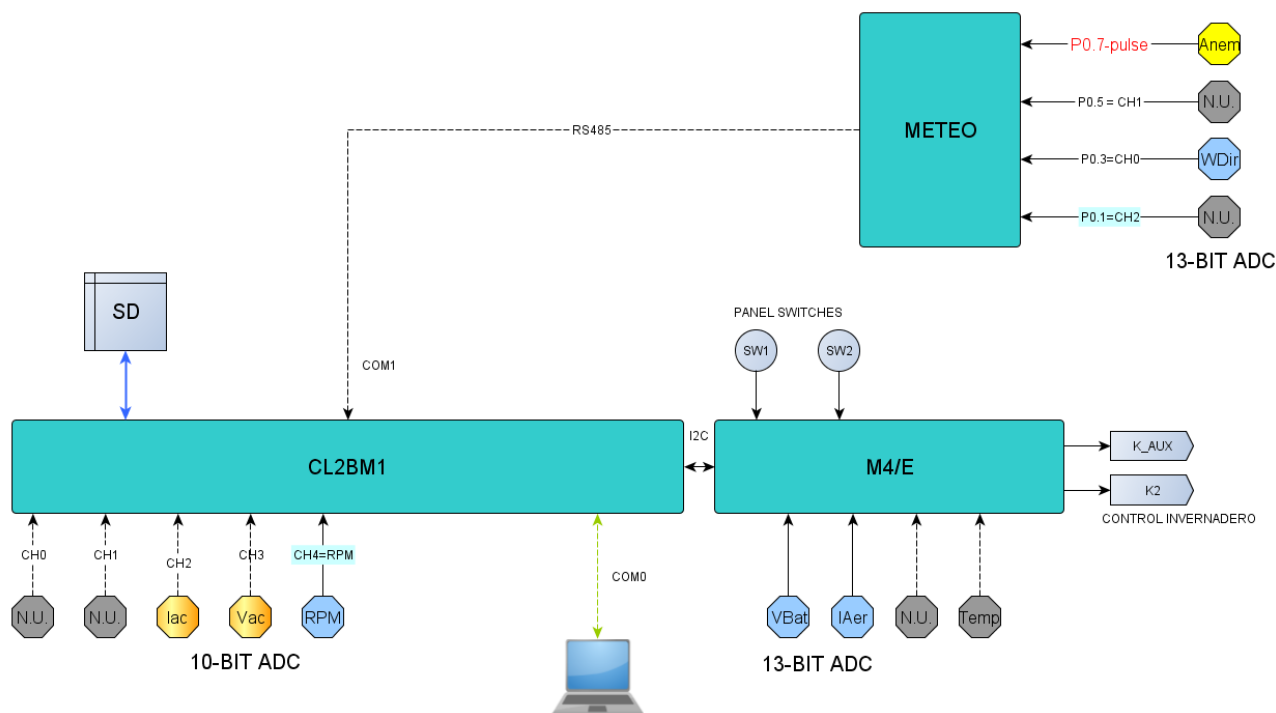 P0.7-pulse
Anem
P0.5 = CH1
N.U.
METEO
RS485
P0.3=CH0
WDir
P0.1=CH2
N.U.
13-BIT ADC
SD
PANEL SWITCHES
SW1
SW2
COM1
I2C
CL2BM1
M4/E
K_AUX
K2
CONTROL INVERNADERO
CH0
CH1
CH2
CH3
CH4=RPM
COM0
N.U.
N.U.
Iac
Vac
RPM
VBat
IAer
N.U.
Temp
10-BIT ADC
13-BIT ADC